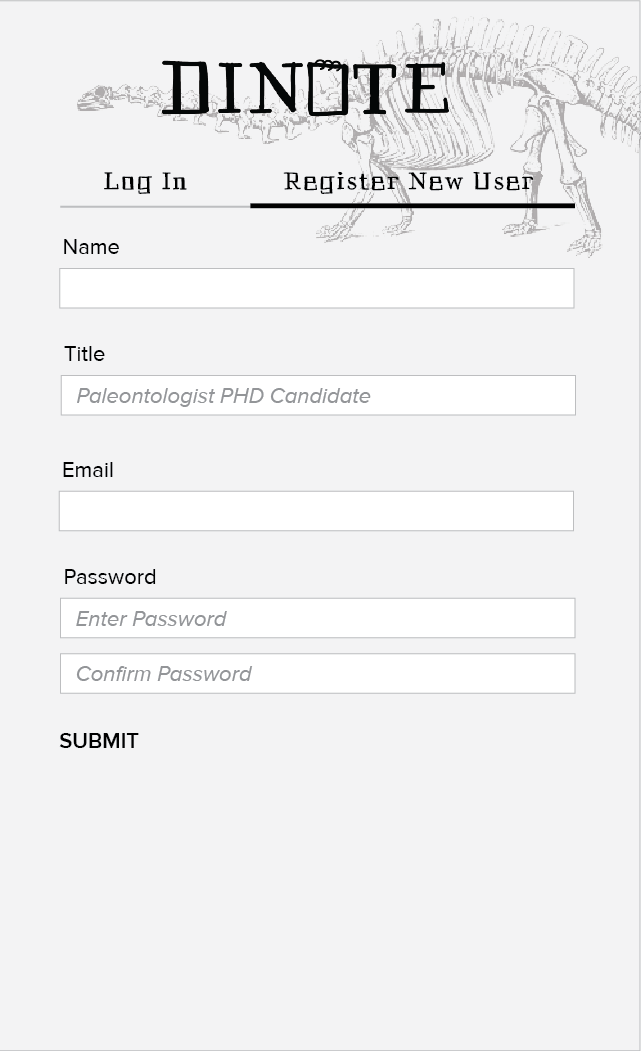 DINOTE
Log In Register New User
Name
Title
Paleontologist PHD Candidate
Email
Password
Enter Password
Confirm Password
SUBMIT